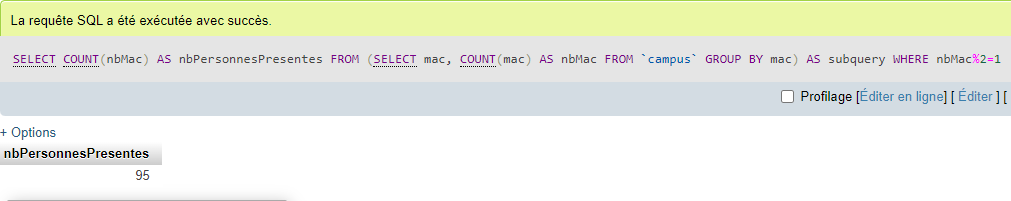 La requête SQL a été exécutée avec succès.
SELECT COUNT(nbMac) AS nbPersonnesPresentes FROM (SELECT mac, COUNT(mac) AS nbMac FROM `campus` GROUP BY mac) AS subquery WHERE nbMac%2=1
Profilage [Éditer en ligne] [ Éditer ] [
+ Options
nbPersonnesPresentes
95